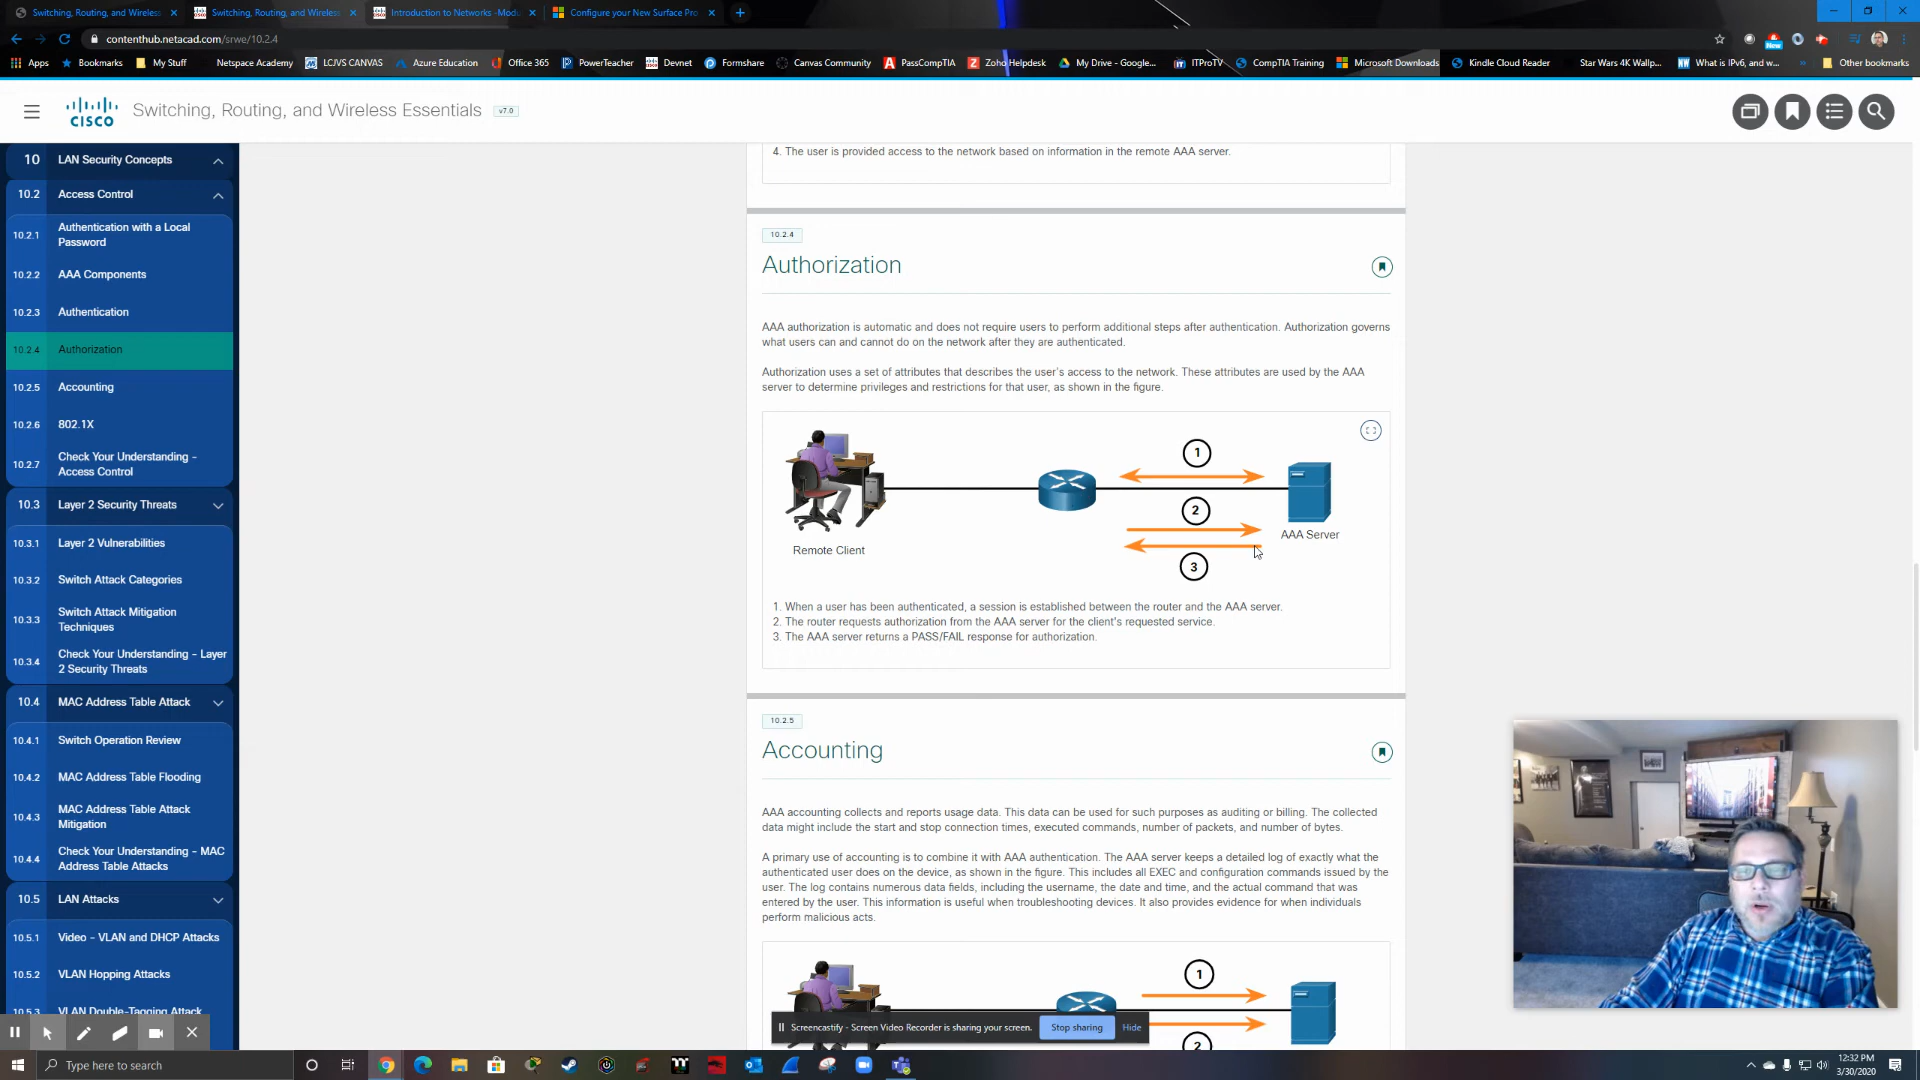 Switching, Routing, and Wireless
Switching, Routing, and Wireless
Introduction to Networks -Modu
Configure your New Surface Pro
contenthub.netacad.com/srwe/10.2.4
New
Apps
Bookmarks
My Stuff
Netspace Academy
LCJVS CANVAS
Azure Education
Office 365
PowerTeacher
Devnet
Formshare
Canvas Community
PassCompTIA
Zoho Helpdesk
My Drive - Google...
ITProTV
CompTIA Training
Microsoft Downloads
Kindle Cloud Reader
Star Wars 4K Wallp...
What is IPv6, and w...
Other bookmarks
CISCO
Switching, Routing, and Wireless Essentials
v7.0
10 LAN Security Concepts
10.2 Access Control
10.2.1 Authentication with a Local
Password
10.2.2 AAA Components
10.2.3 Authentication
10.2.4 Authorization
10.2.5 Accounting
10.2.6 802.1X
10.2.7 Check Your Understanding -
Access Control
10.3 Layer 2 Security Threats
10.3.1 Layer 2 Vulnerabilities
10.3.2 Switch Attack Categories
10.3.3 Switch Attack Mitigation
Techniques
10.3.4 Check Your Understanding - Layer
2 Security Threats
10.4 MAC Address Table Attack
10.4.1 Switch Operation Review
10.4.2 MAC Address Table Flooding
10.4.3 MAC Address Table Attack
Mitigation
10.4.4 Check Your Understanding - MAC
Address Table Attacks
10.5 LAN Attacks
10.5.1 Video - VLAN and DHCP Attacks
10.5.2 VLAN Hopping Attacks
10.5.3 VLAN Double-Tagging Attack
4. The user is provided access to the network based on information in the remote AAA server.
10.2.4
Authorization
AAA authorization is automatic and does not require users to perform additional steps after authentication. Authorization governs
what users can and cannot do on the network after they are authenticated.
Authorization uses a set of attributes that describes the user's access to the network. These attributes are used by the AAA
server to determine privileges and restrictions for that user, as shown in the figure.
1
2
3
Remote Client
AAA Server
1. When a user has been authenticated, a session is established between the router and the AAA server.
2. The router requests authorization from the AAA server for the client's requested service.
3. The AAA server returns a PASS/FAIL response for authorization.
10.2.5
Accounting
AAA accounting collects and reports usage data. This data can be used for such purposes as auditing or billing. The collected
data might include the start and stop connection times, executed commands, number of packets, and number of bytes.
A primary use of accounting is to combine it with AAA authentication. The AAA server keeps a detailed log of exactly what the
authenticated user does on the device, as shown in the figure. This includes all EXEC and configuration commands issued by the
user. The log contains numerous data fields, including the username, the date and time, and the actual command that was
entered by the user. This information is useful when troubleshooting devices. It also provides evidence for when individuals
perform malicious acts.
1
2
Screencastify - Screen Video Recorder is sharing your screen.
Stop sharing
Hide
Type here to search
12:32 PM
3/30/2020